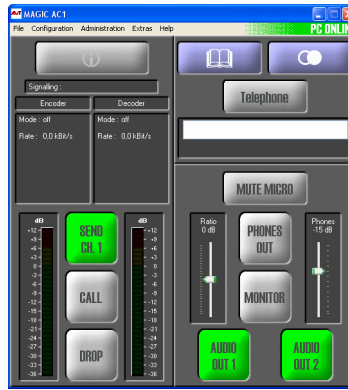 MAGIC AC1
File Configuration Administration Extras Help
PC ONLINE
Signalling :
Encoder Decoder
Mode : off Mode : off
Rate : 0,0 kBit/s Rate : 0,0 kBit/s
Telephone
MUTE MICRO
dB dB
+12 +12
+9 +9
+6 +6
+3 +3
0 0
-3 -3
-6 -6
-9 -9
-12 -12
-15 -15
-18 -18
-21 -21
-24 -24
-27 -27
-30 -30
-33 -33
-36 -36
SEND
CH. 1
CALL
DROP
Ratio
0 dB
PHONES
OUT
MONITOR
Phones
-15 dB
AUDIO
OUT 1
AUDIO
OUT 2